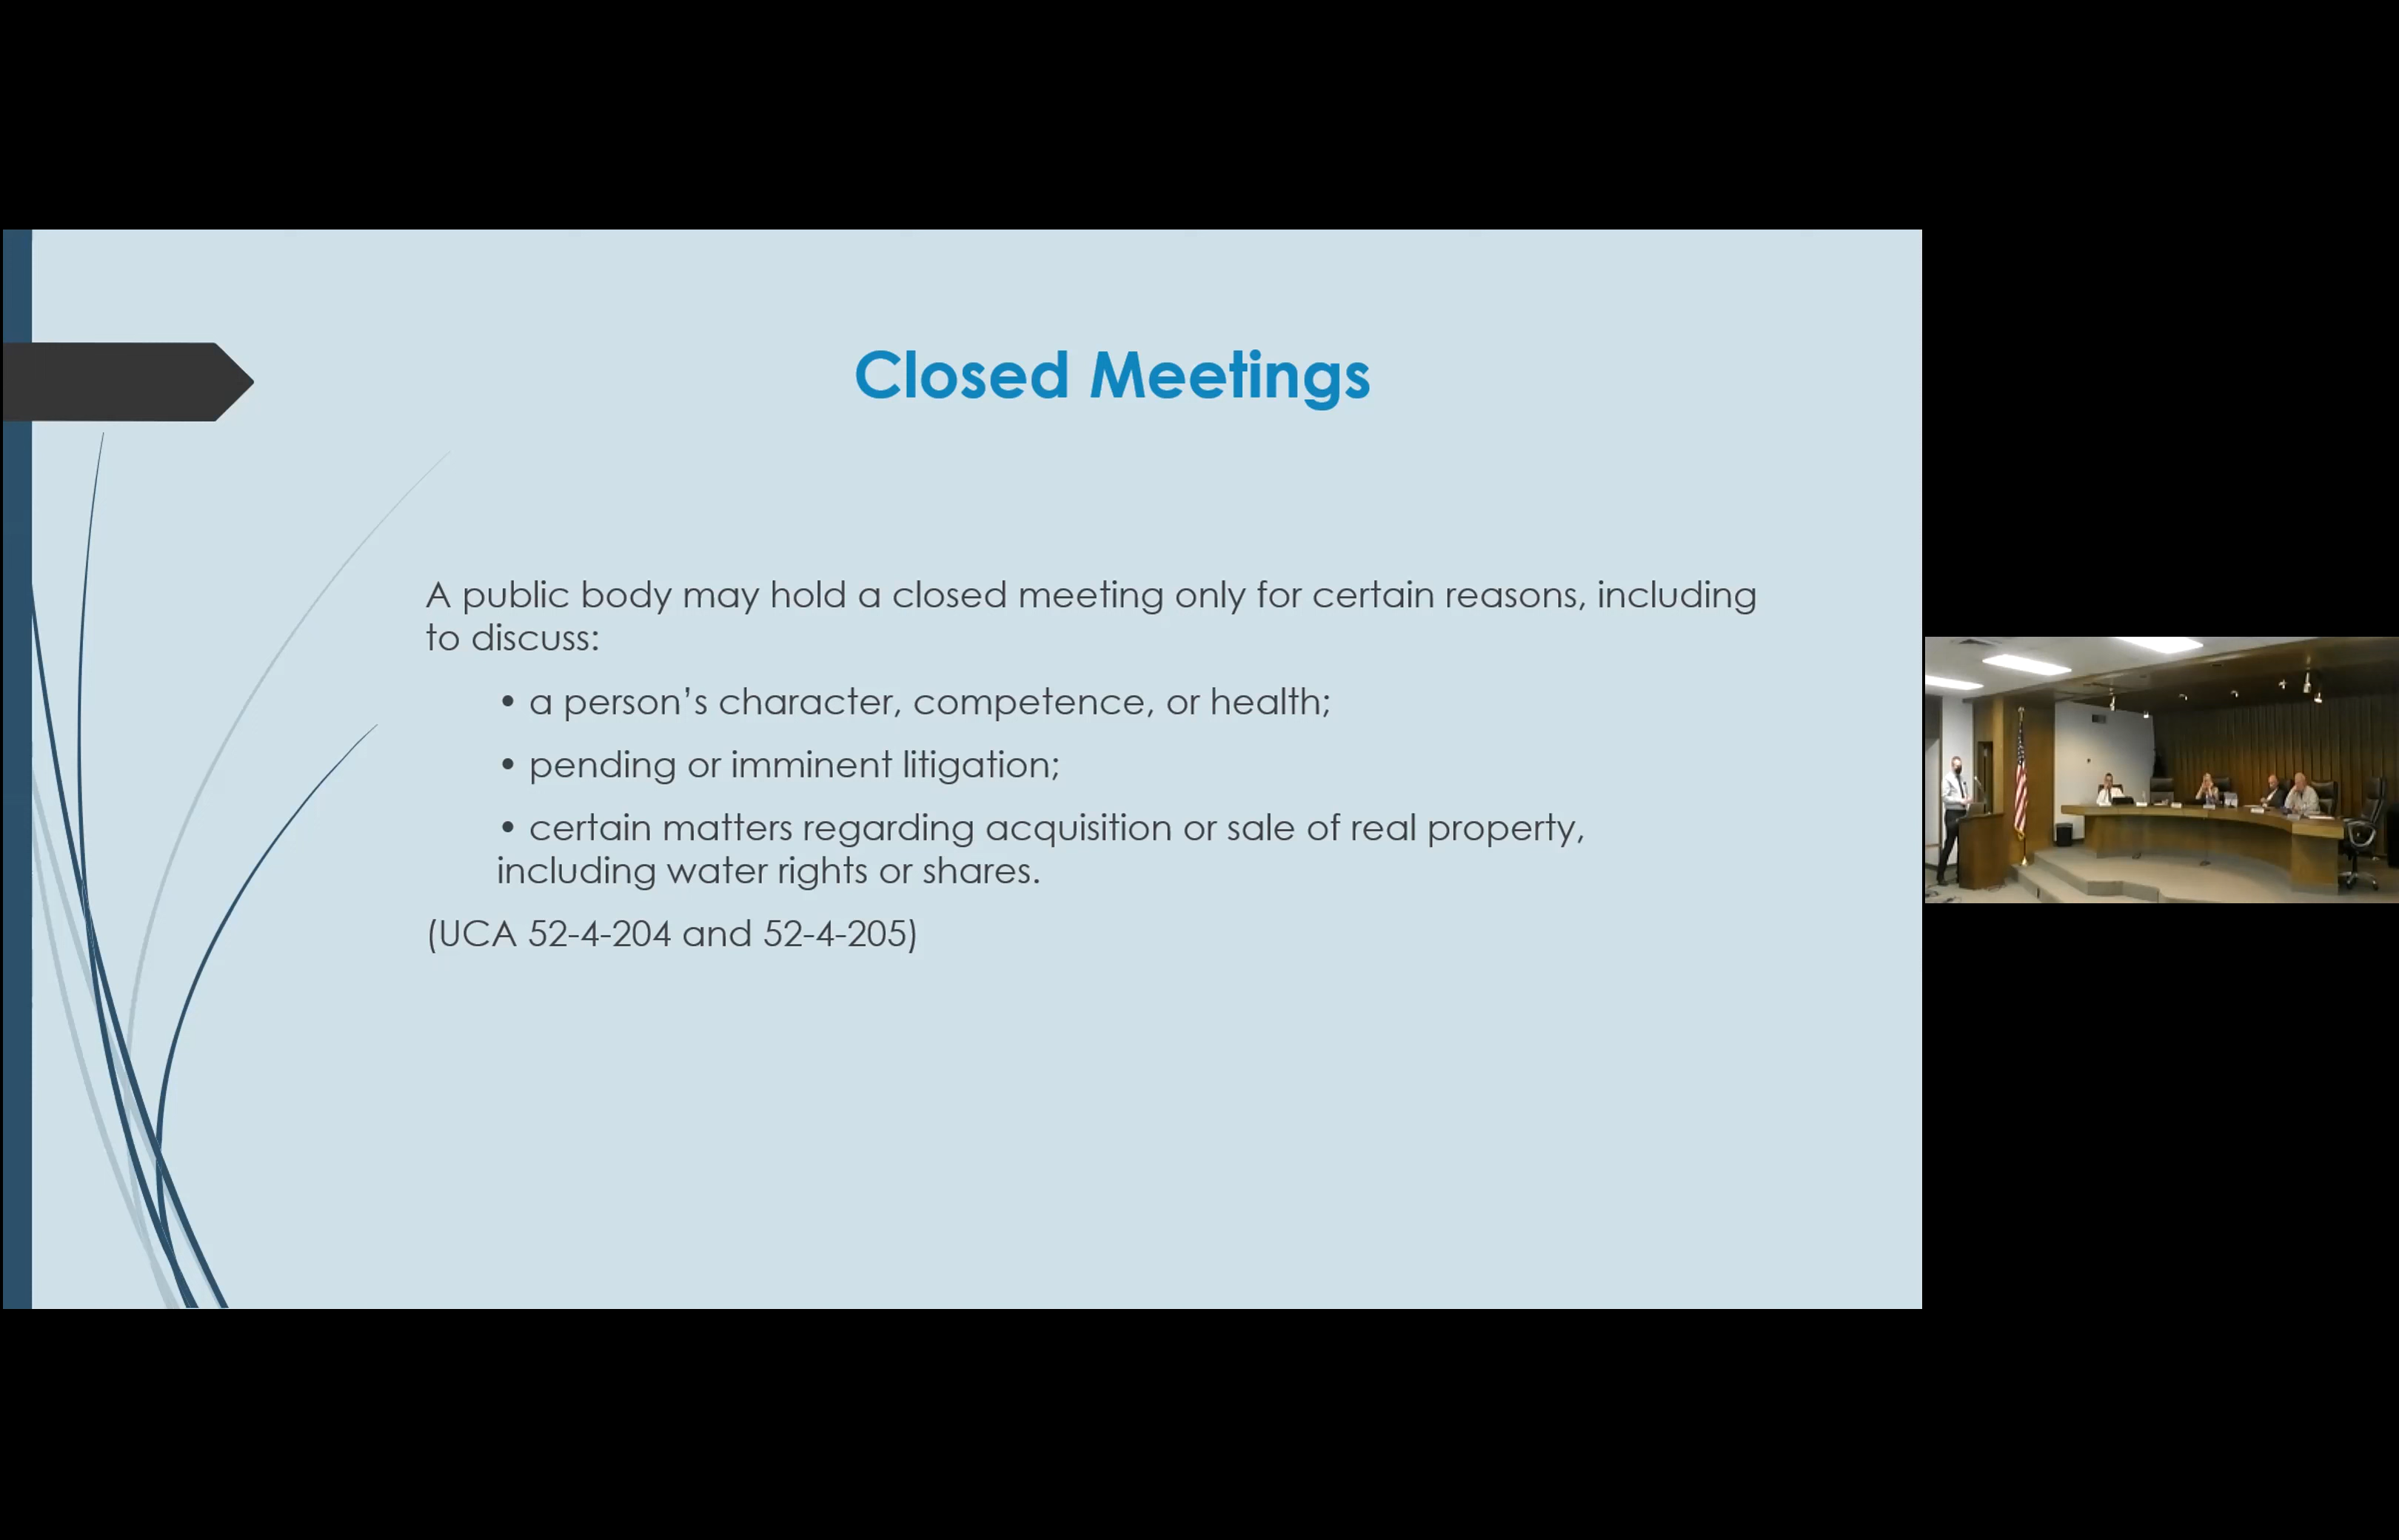 Closed Meetings
A public body may hold a closed meeting only for certain reasons, including
to discuss:
• a person’s character, competence, or health;
• pending or imminent litigation;
• certain matters regarding acquisition or sale of real property,
including water rights or shares.
(UCA 52-4-204 and 52-4-205)